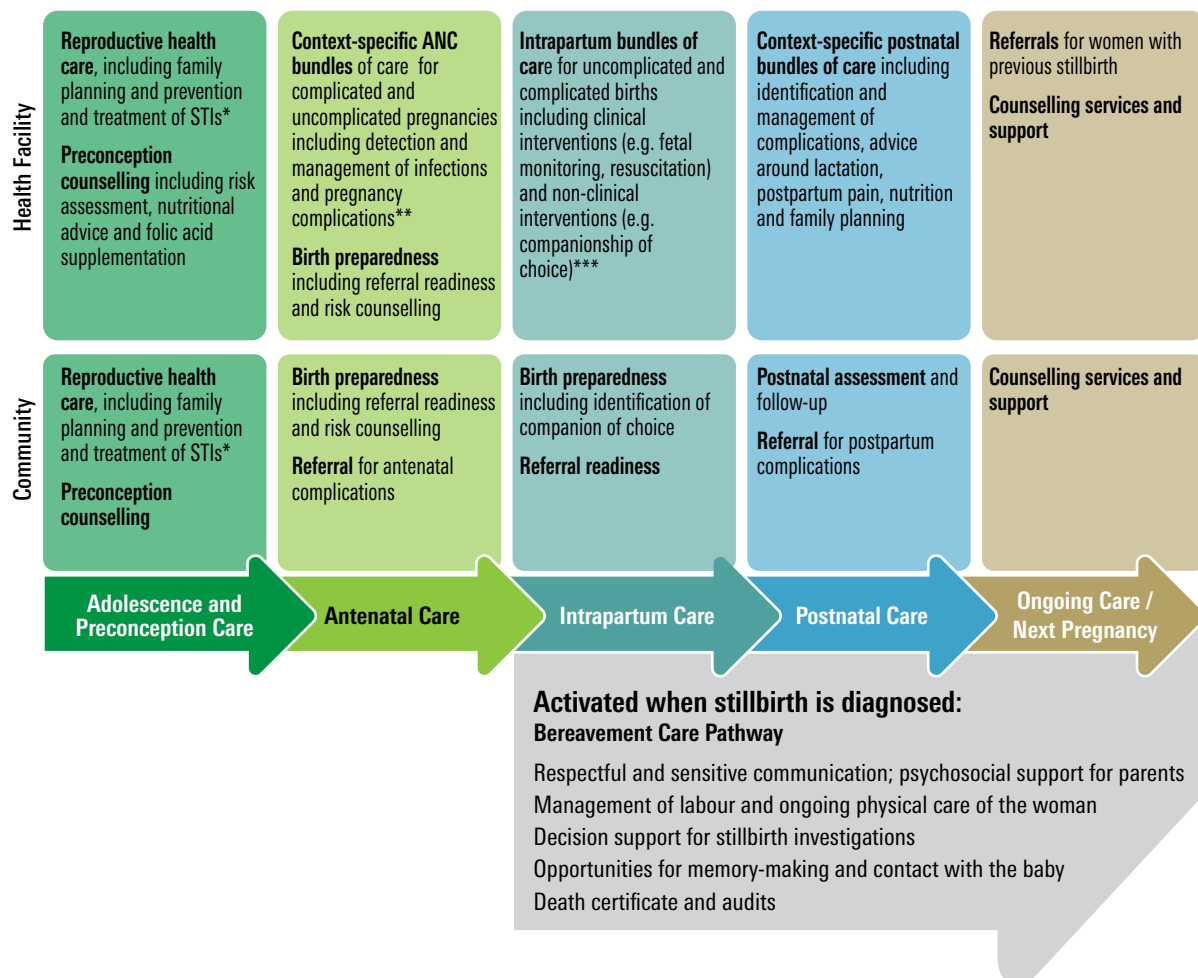 Health Facility
Reproductive health
care, including family
planning and prevention
and treatment of STIs*
Preconception
counselling including risk
assessment, nutritional
advice and folic acid
supplementation
Context-specific ANC
bundles of care for
complicated and
uncomplicated pregnancies
including detection and
management of infections
and pregnancy
complications**
Birth preparedness
including referral readiness
and risk counselling
Intrapartum bundles of
care for uncomplicated and
complicated births
including clinical
interventions (e.g. fetal
monitoring, resuscitation)
and non-clinical
interventions (e.g.
companionship of
choice)***
Context-specific postnatal
bundles of care including
identification and
management of
complications, advice
around lactation,
postpartum pain, nutrition
and family planning
Referrals for women with
previous stillbirth
Counselling services and
support
Community
Reproductive health
care, including family
planning and prevention
and treatment of STIs*
Preconception
counselling
Birth preparedness
including referral readiness
and risk counselling
Referral for antenatal
complications
Birth preparedness
including identification of
companion of choice
Referral readiness
Postnatal assessment and
follow-up
Referral for postpartum
complications
Counselling services and
support
Adolescence and
Preconception Care
Antenatal Care
Intrapartum Care
Postnatal Care
Ongoing Care /
Next Pregnancy
Activated when stillbirth is diagnosed:
Bereavement Care Pathway
Respectful and sensitive communication; psychosocial support for parents
Management of labour and ongoing physical care of the woman
Decision support for stillbirth investigations
Opportunities for memory-making and contact with the baby
Death certificate and audits